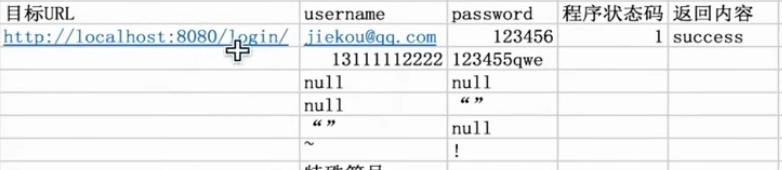 目标URL username password 程序状态码 返回内容
http://localhost:8080/login/ jiekou@qq.com 123456 1 success
13111112222 123455qwe
null null
null “”
“” null
~ !